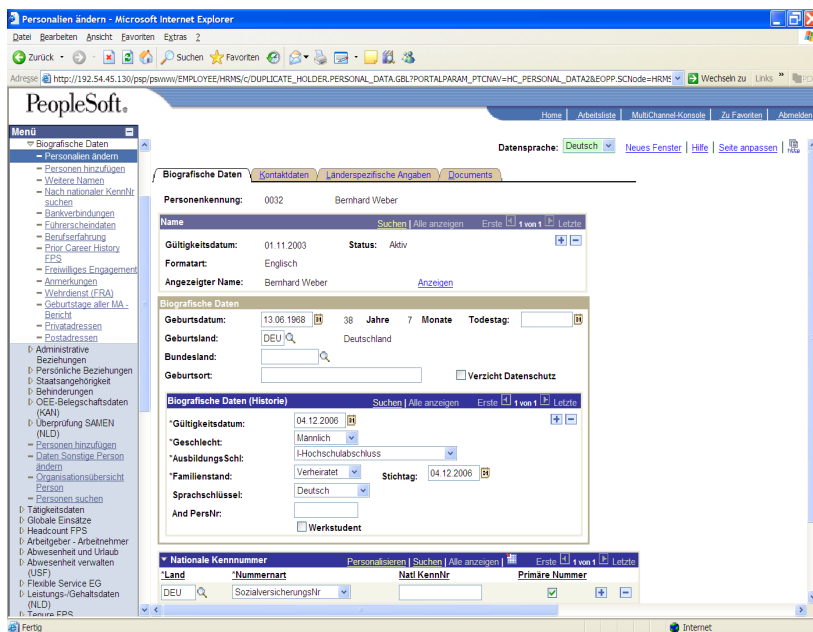 Personalien ändern - Microsoft Internet Explorer
Datei Bearbeiten Ansicht Favoriten Extras ?
Zurück Suchen Favoriten
Adresse http://192.54.45.130/psp/pswww/EMPLOYEE/HRMS/c/DUPLICATE_HOLDER.PERSONAL_DATA.GBL?PORTALPARAM_PTCNAV=HC_PERSONAL_DATA2&EOPP.SCNode=HRMS Wechseln zu Links »
PeopleSoft.
Home Arbeitsliste MultiChannel-Konsole Zu Favoriten Abmelden
Menü
Biografische Daten
Personalien ändern
Personen hinzufügen
Weitere Namen
Nach nationaler KennNr
suchen
Bankverbindungen
Führerscheindaten
Berufserfahrung
Prior Career History
FPS
Freiwilliges Engagement
Anmerkungen
Wehrdienst (FRA)
Geburtstage aller MA -
Bericht
Privatadressen
Postadressen
Administrative
Beziehungen
Persönliche Beziehungen
Staatsangehörigkeit
Behinderungen
OEE-Belegschaftsdaten
(KAN)
Überprüfung SAMEN
(NLD)
Personen hinzufügen
Daten Sonstige Person
ändern
Organisationsübersicht
Person
Personen suchen
Tätigkeitsdaten
Globale Einsätze
Headcount FPS
Arbeitgeber - Arbeitnehmer
Abwesenheit und Urlaub
Abwesenheit verwalten
(USF)
Flexible Service EG
Leistungs-/Gehaltsdaten
(NLD)
Tenure FPS
Datensprache: Deutsch Neues Fenster | Hilfe | Seite anpassen | http
Biografische Daten Kontaktdaten Länderspezifische Angaben Documents
Personenkennung: 0032 Bernhard Weber
Name Suchen | Alle anzeigen Erste 1 von 1 Letzte
Gültigkeitsdatum: 01.11.2003 Status: Aktiv
Formatart: Englisch
Angezeigter Name: Bernhard Weber Anzeigen
Biografische Daten
Geburtsdatum: 13.06.1968 38 Jahre 7 Monate Todestag:
Geburtsland: DEU Deutschland
Bundesland:
Geburtsort: Verzicht Datenschutz
Biografische Daten (Historie) Suchen | Alle anzeigen Erste 1 von 1 Letzte
*Gültigkeitsdatum: 04.12.2006
*Geschlecht: Männlich
*AusbildungsSchl: I-Hochschulabschluss
*Familienstand: Verheiratet Stichtag: 04.12.2006
Sprachschlüssel: Deutsch
And PersNr:
Werkstudent
Nationale Kennnummer Personalisieren | Suchen | Alle anzeigen | Erste 1 von 1 Letzte
*Land *Nummernart Natl KennNr Primäre Nummer
DEU SozialversicherungsNr
Fertig Internet